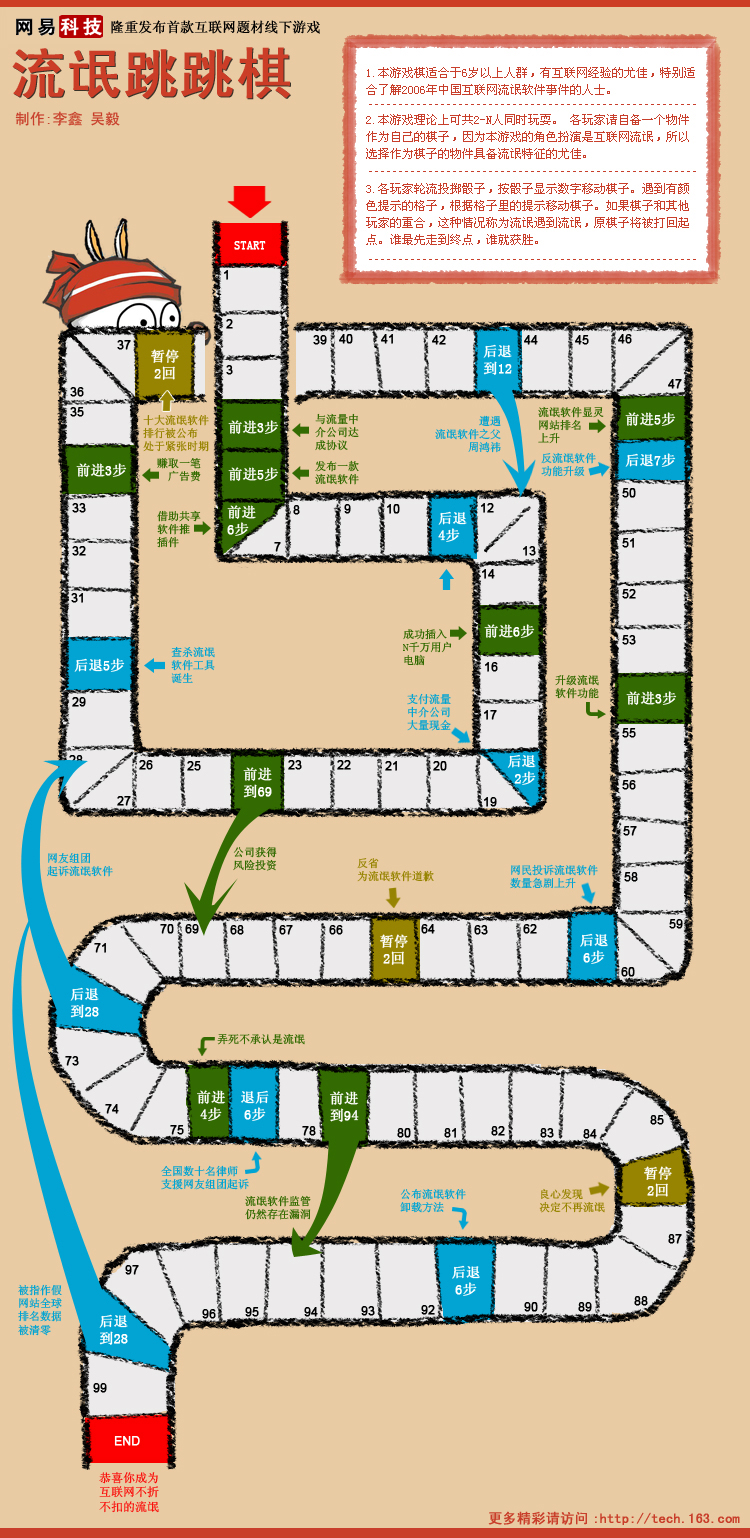 网易科技 隆重发布首款互联网题材线下游戏
流氓跳跳棋
制作:李鑫 吴毅
1.本游戏棋适合于6岁以上人群，有互联网经验的尤佳，特别适
合了解2006年中国互联网流氓软件事件的人士。
2.本游戏理论上可共2-N人同时玩耍。 各玩家请自备一个物件
作为自己的棋子，因为本游戏的角色扮演是互联网流氓，所以
选择作为棋子的物件具备流氓特征的尤佳。
3.各玩家轮流投掷骰子，按骰子显示数字移动棋子。遇到有颜
色提示的格子，根据格子里的提示移动棋子。如果棋子和其他
玩家的重合，这种情况称为流氓遇到流氓，原棋子将被打回起
点。谁最先走到终点，谁就获胜。
START
1
2
3
前进3步
与流量中
介公司达
成协议
前进5步
发布一款
流氓软件
前进
6步
借助共享
软件推
插件
7
8
9
10
后退
4步
12
13
14
前进6步
成功插入
N千万用户
电脑
16
17
后退
2步
支付流量
中介公司
大量现金
19
20
21
22
23
前进
到69
公司获得
风险投资
25
26
27
28
29
后退5步
查杀流氓
软件工具
诞生
31
32
33
前进3步
赚取一笔
广告费
35
36
37
暂停
2回
十大流氓软件
排行被公布
处于紧张时期
39
40
41
42
后退
到12
遭遇
流氓软件之父
周鸿祎
44
45
46
47
前进5步
流氓软件显灵
网站排名
上升
后退7步
反流氓软件
功能升级
50
51
52
53
前进3步
升级流氓
软件功能
55
56
57
58
59
60
后退
6步
网民投诉流氓软件
数量急剧上升
62
63
64
暂停
2回
反省
为流氓软件道歉
66
67
68
69
70
71
后退
到28
网友组团
起诉流氓软件
73
74
75
前进
4步
弄死不承认是流氓
退后
6步
全国数十名律师
支援网友组团起诉
78
前进
到94
流氓软件监管
仍然存在漏洞
80
81
82
83
84
85
暂停
2回
良心发现
决定不再流氓
87
88
89
90
后退
6步
公布流氓软件
卸载方法
92
93
94
95
96
97
后退
到28
被指作假
网站全球
排名数据
被清零
99
END
恭喜你成为
互联网不折
不扣的流氓
更多精彩请访问:http://tech.163.com